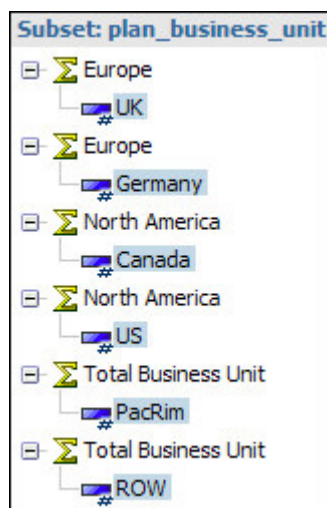 Subset: plan_business_unit
Europe
UK
Europe
Germany
North America
Canada
North America
US
Total Business Unit
PacRim
Total Business Unit
ROW